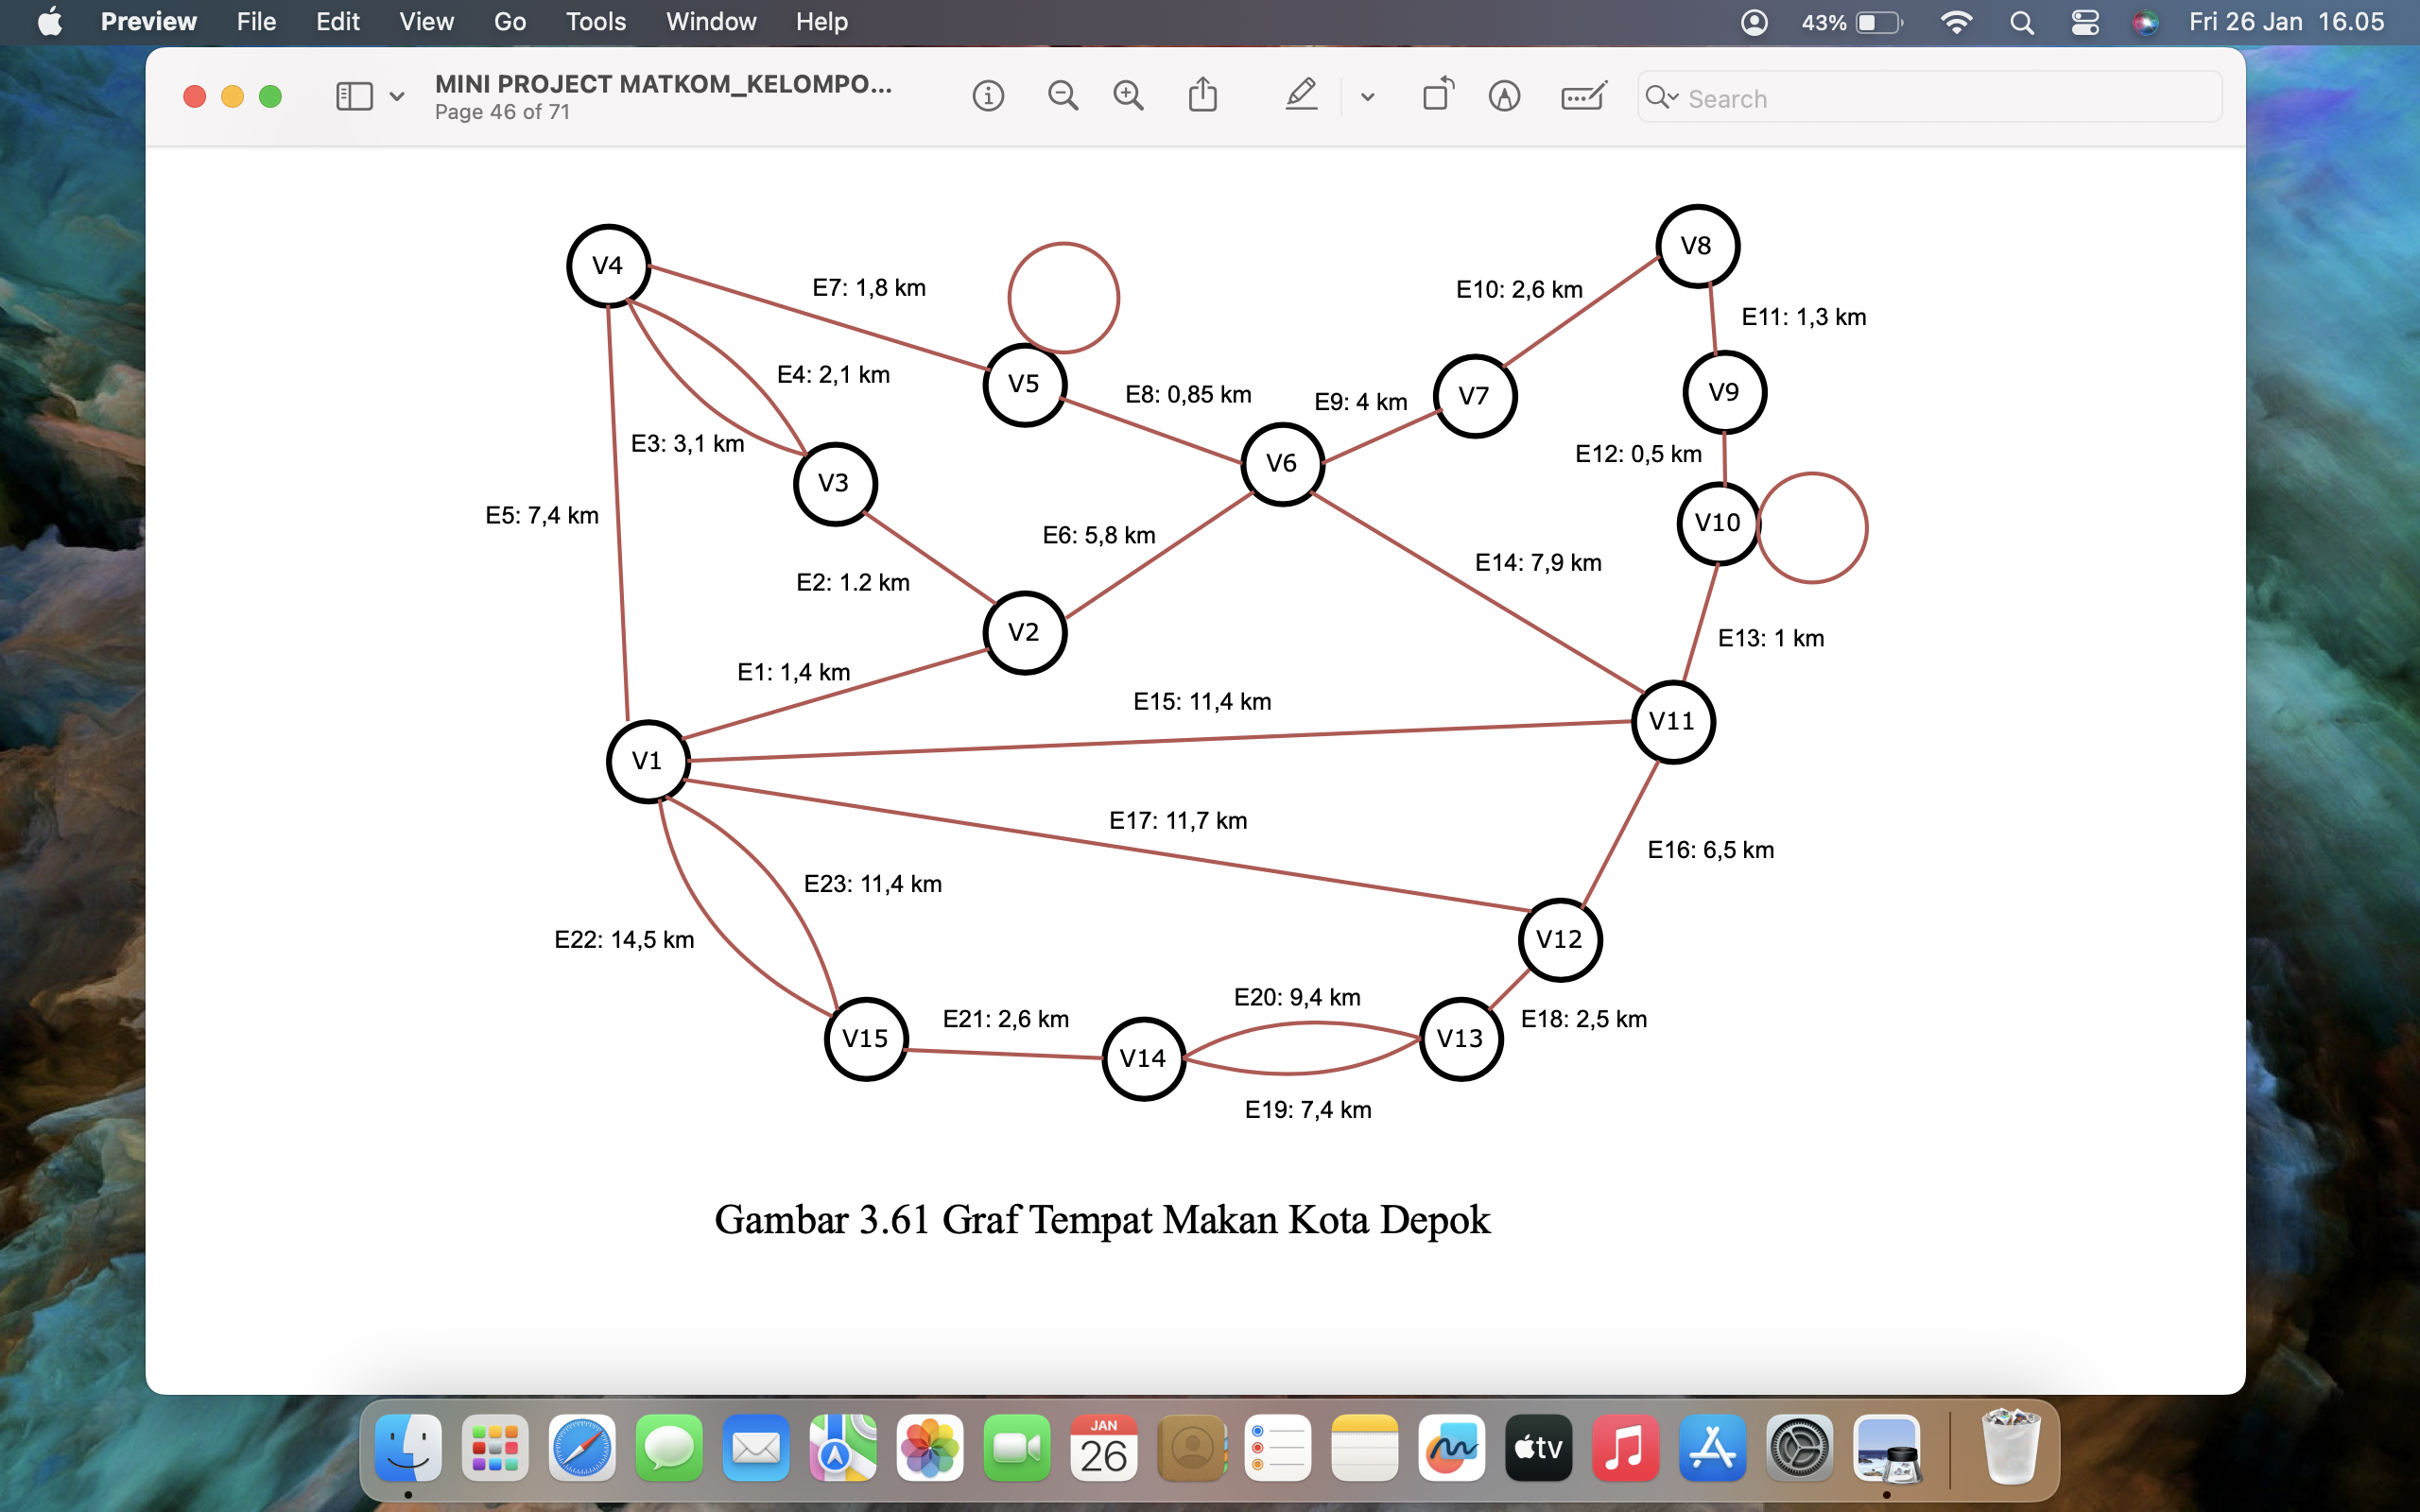 Preview File Edit View Go Tools Window Help 43% Fri 26 Jan 16.05
MINI PROJECT MATKOM_KELOMPO...
Page 46 of 71
Search
V8
V4
E7: 1,8 km
E10: 2,6 km
E11: 1,3 km
E4: 2,1 km
V5
E8: 0,85 km
E9: 4 km
V7
V9
E3: 3,1 km
V6
E12: 0,5 km
V3
V10
E5: 7,4 km
E6: 5,8 km
E14: 7,9 km
E2: 1.2 km
V2
E13: 1 km
E1: 1,4 km
E15: 11,4 km
V11
V1
E17: 11,7 km
E16: 6,5 km
E23: 11,4 km
E22: 14,5 km
V12
E20: 9,4 km
E21: 2,6 km
E18: 2,5 km
V15
V14
V13
E19: 7,4 km
Gambar 3.61 Graf Tempat Makan Kota Depok
JAN
26
tv